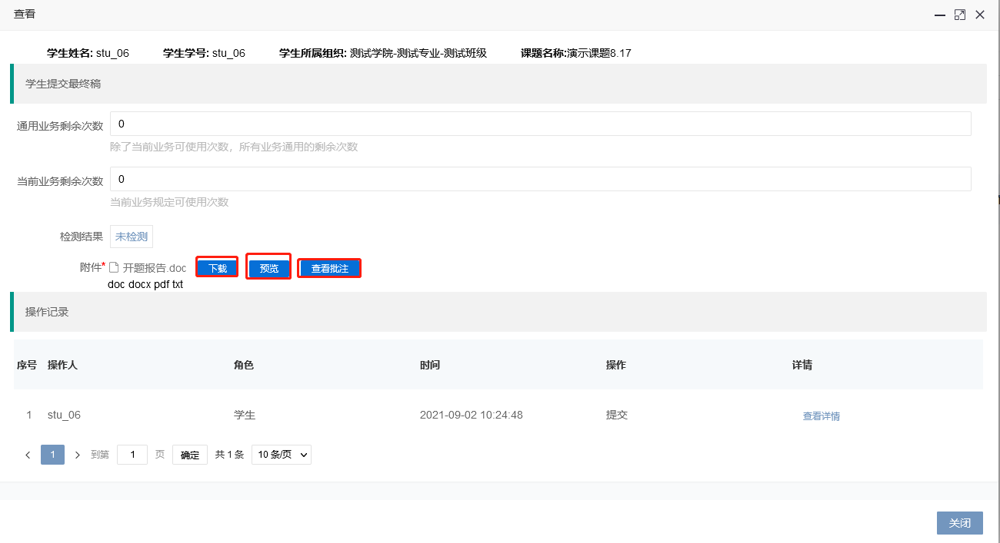 查看
学生姓名: stu_06 学生学号: stu_06 学生所属组织: 测试学院-测试专业-测试班级 课题名称:演示课题8.17
学生提交最终稿
通用业务剩余次数 0
除了当前业务可使用次数，所有业务通用的剩余次数
当前业务剩余次数 0
当前业务规定可使用次数
检测结果 未检测
附件* 开题报告.doc 下载 预览 查看批注
doc docx pdf txt
操作记录
序号 操作人 角色 时间 操作 详情
1 stu_06 学生 2021-09-02 10:24:48 提交 查看详情
1 到第 1 页 确定 共 1 条 10 条/页
关闭